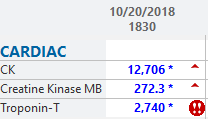 10/20/2018
1830
CARDIAC
CK 12,706 *
Creatine Kinase MB 272.3 *
Troponin-T 2,740 *